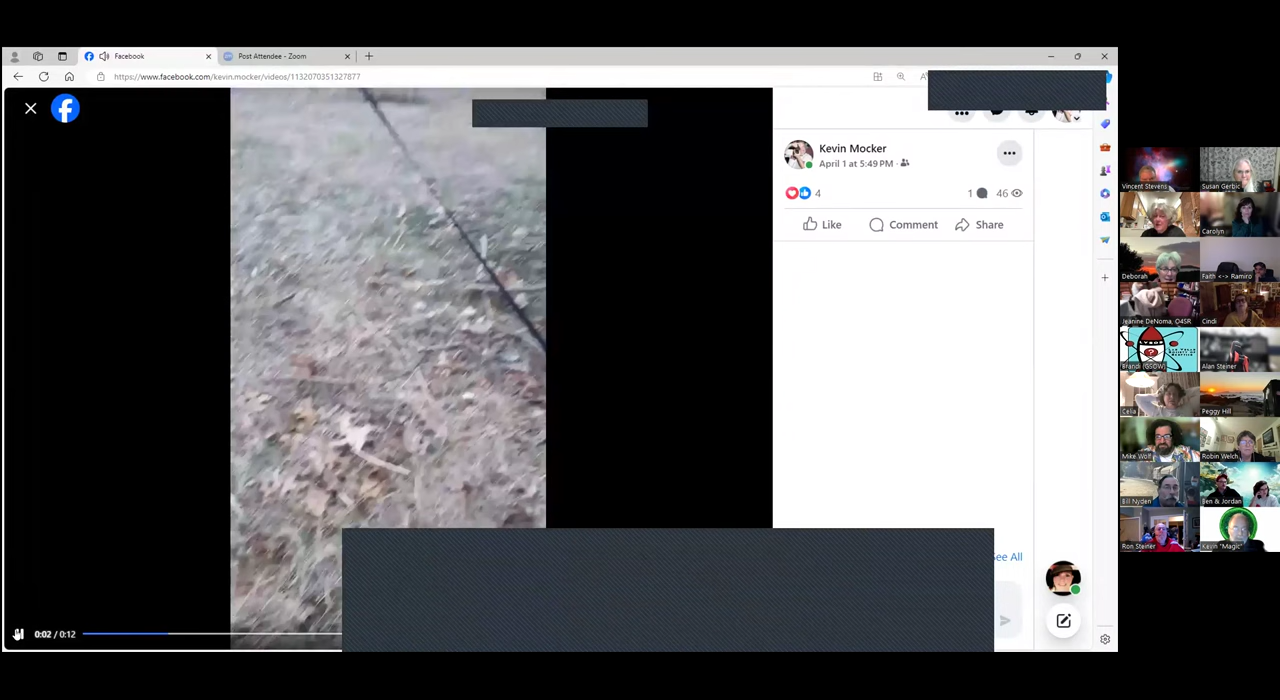 Facebook
Post Attendee - Zoom
https://www.facebook.com/kevin.mocker/videos/1132070351327877
Kevin Mocker
April 1 at 5:49 PM
4
1
46
Like
Comment
Share
See All
0:02 / 0:12
Vincent Stevens
Susan Gerbic
Carolyn
Deborah
Faith <-> Ramiro
Jeanine DeNoma, O4SR
Cindi
Brandi (GSOW)
Alan Steiner
Celia
Peggy Hill
Mike Wolf
Robin Welch
Bill Nyden
Ben & Jordan
Ron Steiner
Kevin "Magic"